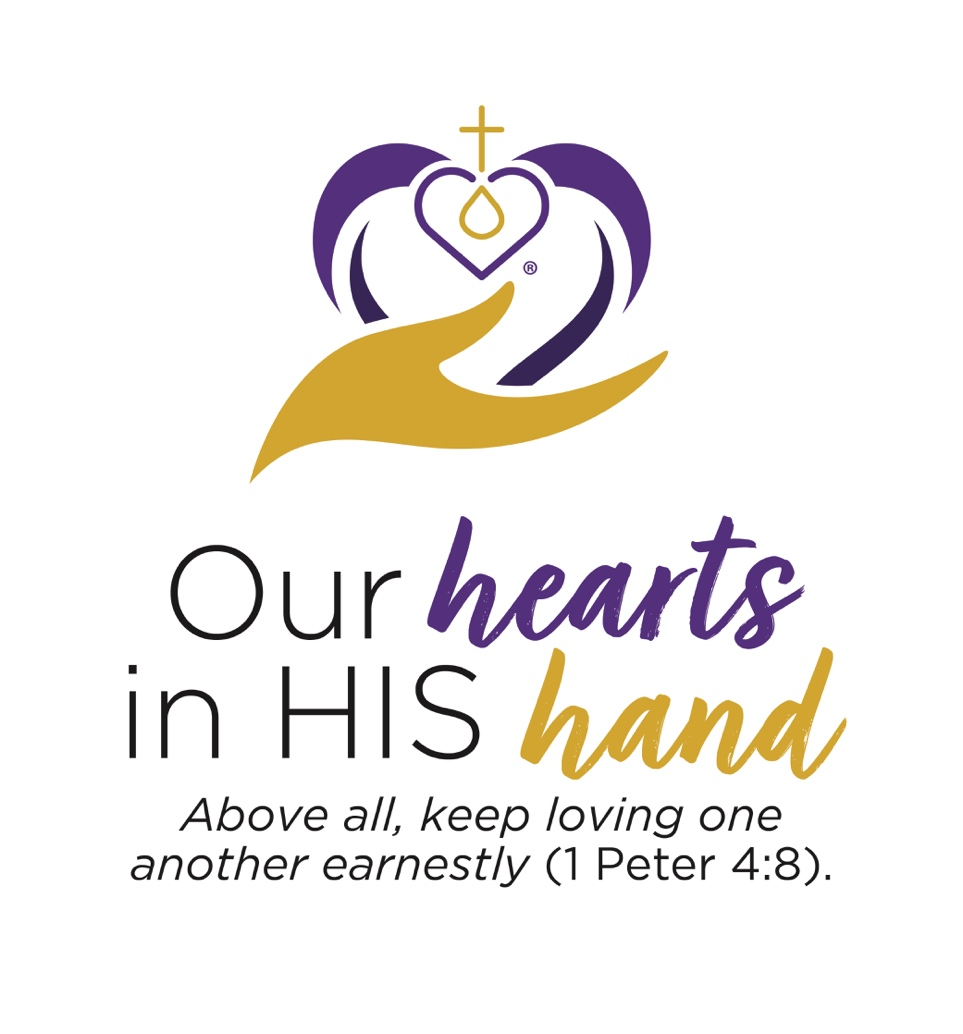 ®
Our hearts
in HIS hand
Above all, keep loving one
another earnestly (1 Peter 4:8).